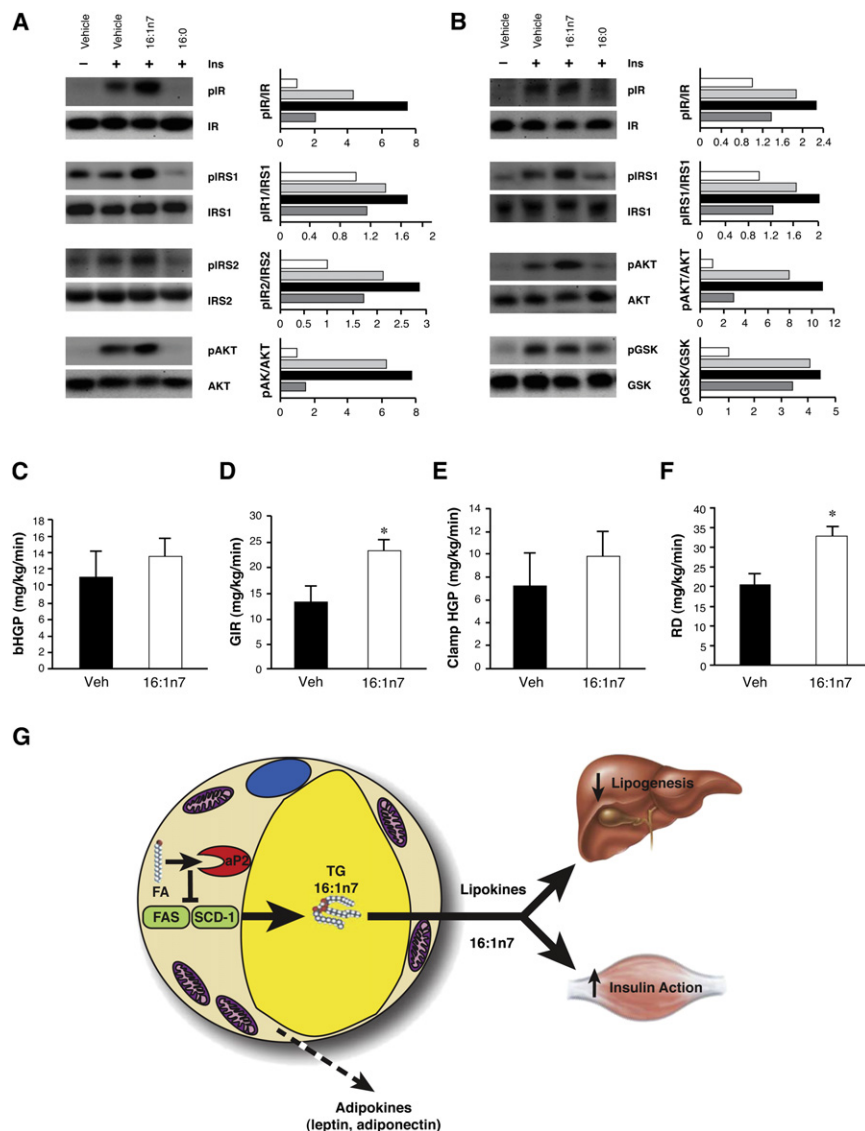 A
Vehicle
Vehicle
16:1n7
16:0
− + + + Ins
pIR
IR
pIR/IR
0 2 4 6 8
pIRS1
IRS1
pIR1/IRS1
0 0.4 0.8 1.2 1.6 2
pIRS2
IRS2
pIR2/IRS2
0 0.5 1 1.5 2 2.5 3
pAKT
AKT
pAK/AKT
0 2 4 6 8
B
Vehicle
Vehicle
16:1n7
16:0
− + + + Ins
pIR
IR
pIR/IR
0 0.4 0.8 1.2 1.6 2 2.4
pIRS1
IRS1
pIRS1/IRS1
0 0.4 0.8 1.2 1.6 2
pAKT
AKT
pAKT/AKT
0 2 4 6 8 10 12
pGSK
GSK
pGSK/GSK
0 1 2 3 4 5
C
bHGP (mg/kg/min)
18
16
14
12
10
8
6
4
2
0
Veh 16:1n7
D
GIR (mg/kg/min)
30
25
20
15
10
5
0
*
Veh 16:1n7
E
Clamp HGP (mg/kg/min)
14
12
10
8
6
4
2
0
Veh 16:1n7
F
RD (mg/kg/min)
40
35
30
25
20
15
10
5
0
*
Veh 16:1n7
G
FA
aP2
FAS SCD-1
TG
16:1n7
Lipokines
16:1n7
Lipogenesis
Insulin Action
Adipokines
(leptin, adiponectin)